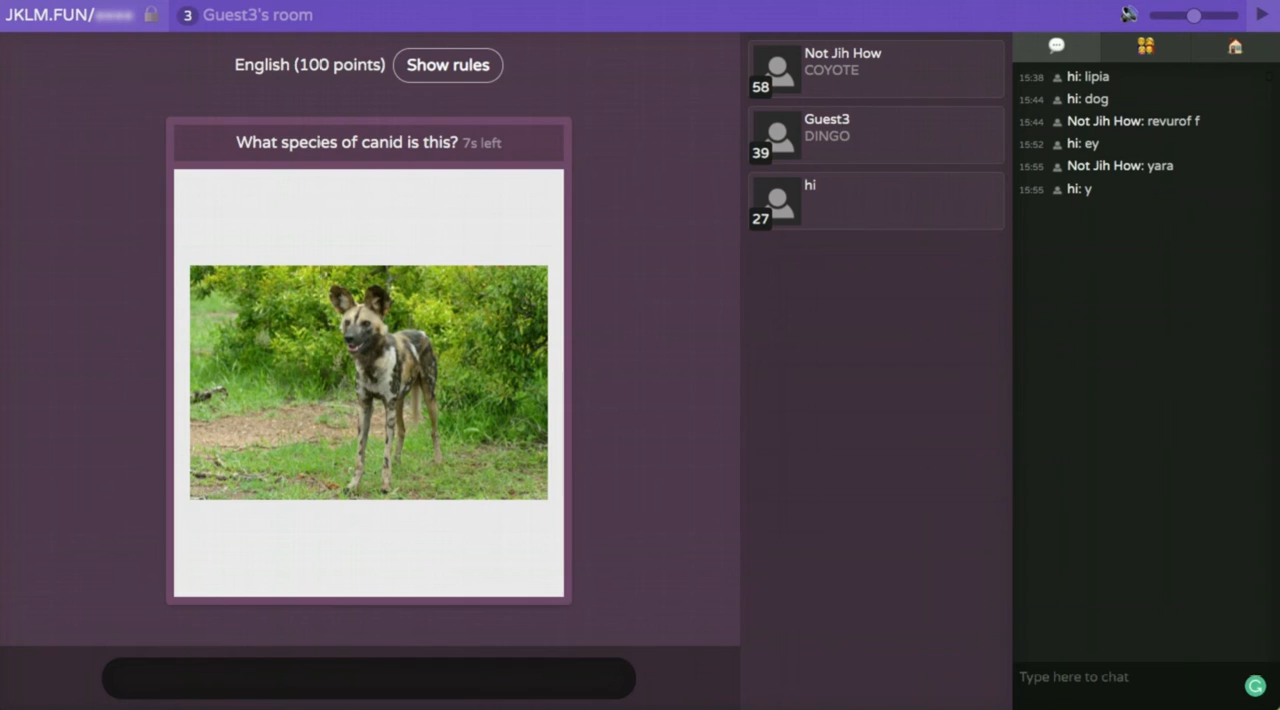 JKLM.FUN/
3 Guest3's room
English (100 points) Show rules
What species of canid is this? 7s left
Not Jih How
COYOTE
58
Guest3
DINGO
39
hi
27
15:38 hi: lipia
15:44 hi: dog
15:44 Not Jih How: revurof f
15:52 hi: ey
15:55 Not Jih How: yara
15:55 hi: y
Type here to chat